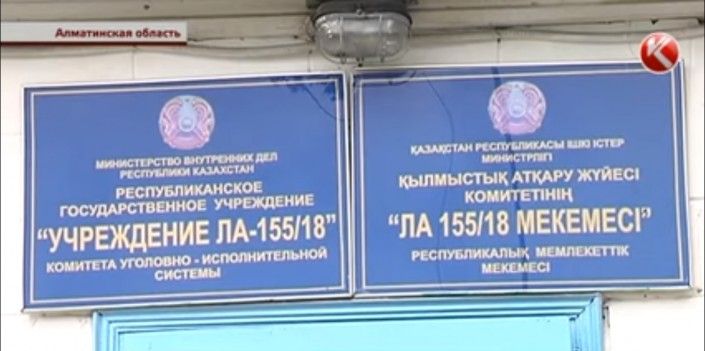 Алматинская область
МИНИСТЕРСТВО ВНУТРЕННИХ ДЕЛ
РЕСПУБЛИКИ КАЗАХСТАН
РЕСПУБЛИКАНСКОЕ
ГОСУДАРСТВЕННОЕ УЧРЕЖДЕНИЕ
“УЧРЕЖДЕНИЕ ЛА-155/18”
КОМИТЕТА УГОЛОВНО - ИСПОЛНИТЕЛЬНОЙ
СИСТЕМЫ
ҚАЗАҚСТАН РЕСПУБЛИКАСЫ ІШКІ ІСТЕР
МИНИСТРЛІГІ
ҚЫЛМЫСТЫҚ АТҚАРУ ЖҮЙЕСІ
КОМИТЕТІНІҢ
“ЛА 155/18 МЕКЕМЕСІ”
РЕСПУБЛИКАЛЫҚ МЕМЛЕКЕТТІК
МЕКЕМЕСІ